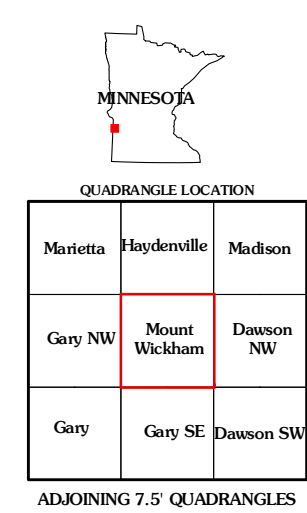 MINNESOTA
QUADRANGLE LOCATION
Marietta Haydenville Madison
Gary NW Mount Wickham Dawson NW
Gary Gary SE Dawson SW
ADJOINING 7.5' QUADRANGLES